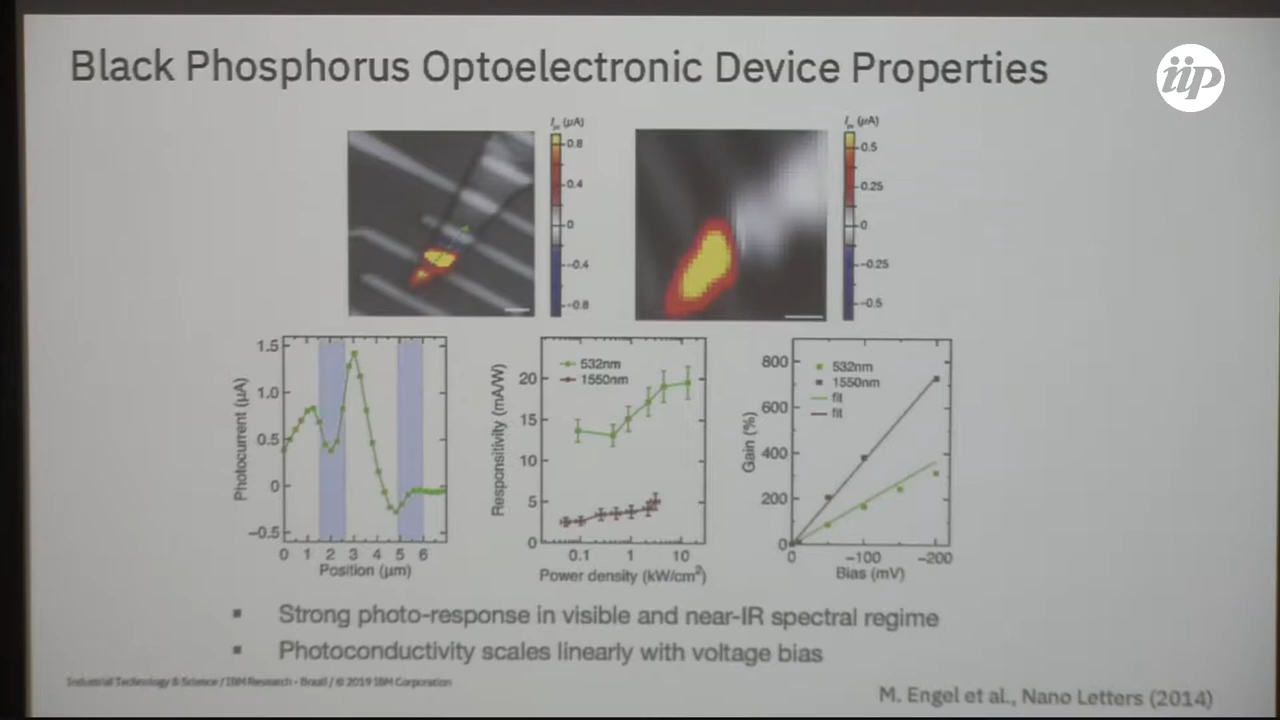 Black Phosphorus Optoelectronic Device Properties
iip
(µA)
0.8
0.4
0
-0.4
-0.8
(µA)
0.5
0.25
0
-0.25
-0.5
Photocurrent (µA)
1.5
1.0
0.5
0
-0.5
0 1 2 3 4 5 6
Position (µm)
Responsitivity (mA/W)
532nm
1550nm
20
15
10
5
0
0.1 1 10
Power density (kW/cm²)
Gain (%)
532nm
1550nm
fit
fit
800
600
400
200
0
0 -100 -200
Bias (mV)
▪ Strong photo-response in visible and near-IR spectral regime
▪ Photoconductivity scales linearly with voltage bias
Industrial Technology & Science / IBM Research - Brazil / © 2019 IBM Corporation
M. Engel et al., Nano Letters (2014)